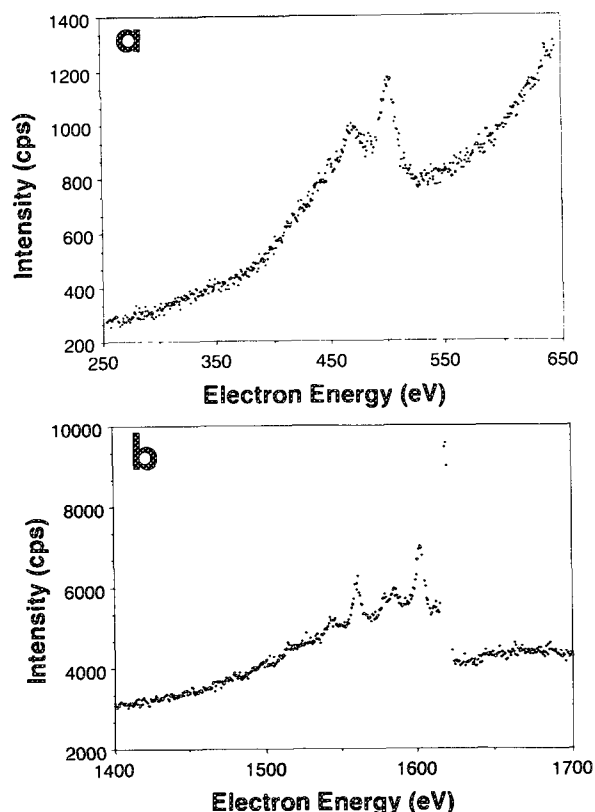 a
1400
1200
1000
800
600
400
200
Intensity (cps)
250 350 450 550 650
Electron Energy (eV)
b
10000
8000
6000
4000
2000
Intensity (cps)
1400 1500 1600 1700
Electron Energy (eV)